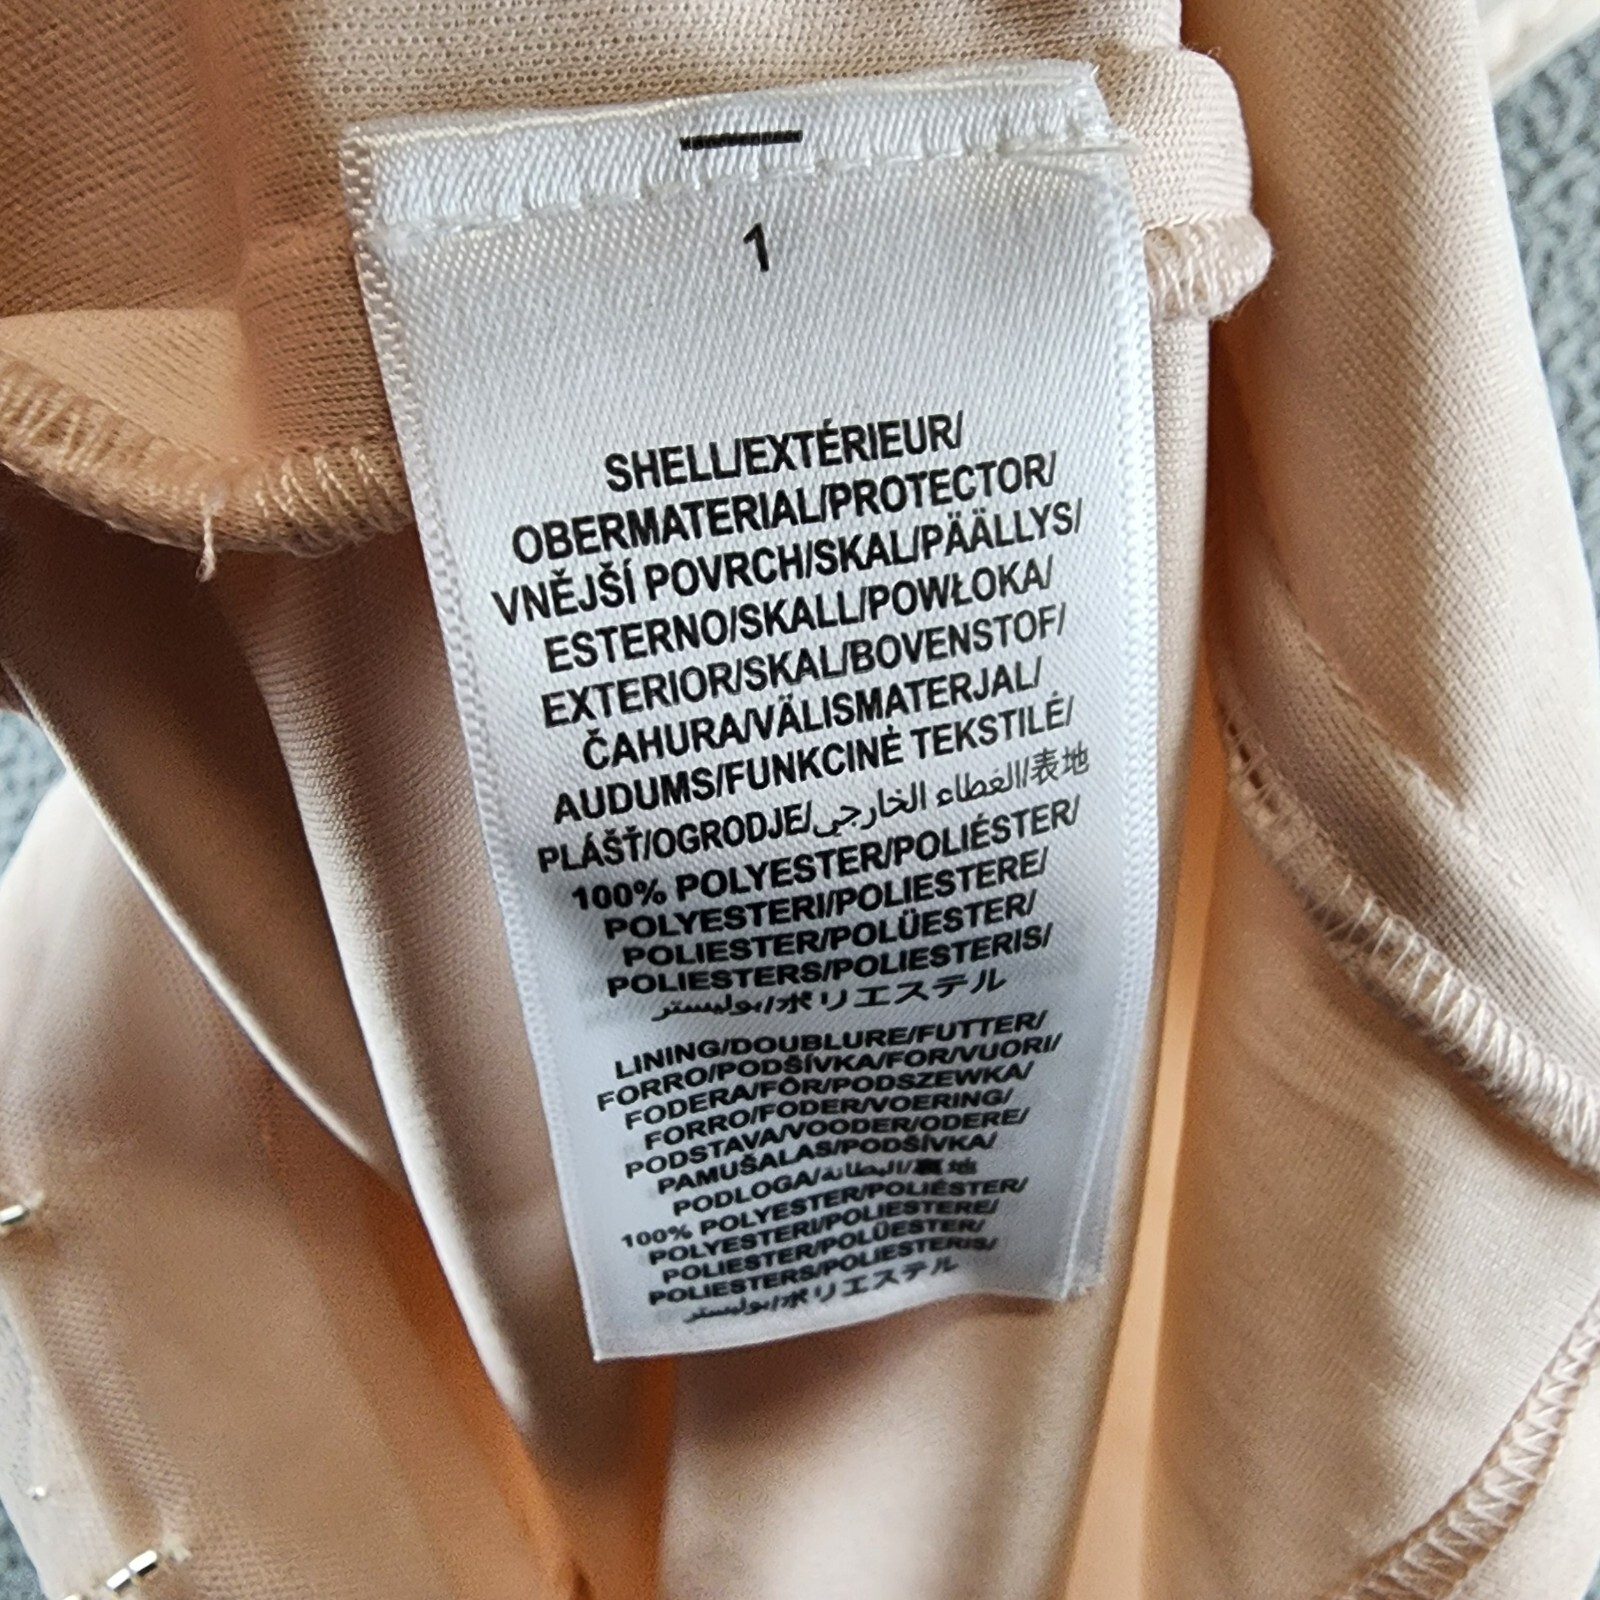 1
SHELL/EXTÉRIEUR/
OBERMATERIAL/PROTECTOR/
VNĚJŠÍ POVRCH/SKAL/PÄÄLLYS/
ESTERNO/SKALL/POWŁOKA/
EXTERIOR/SKAL/BOVENSTOF/
ČAHURA/VÄLISMATERJAL/
AUDUMS/FUNKCINĖ TEKSTILĖ/
PLÁŠŤ/OGRODJE/الغطاء الخارجي/表地
100% POLYESTER/POLIÉSTER/
POLYESTERI/POLIESTERE/
POLIESTER/POLÜESTER/
POLIESTERS/POLIESTERIS/
بوليستر/ポリエステル
LINING/DOUBLURE/FUTTER/
FORRO/PODŠÍVKA/FOR/VUORI/
FODERA/FÔR/PODSZEWKA/
FORRO/FODER/VOERING/
PODSTAVA/VOODER/ODERE/
PAMUŠALAS/PODŠÍVKA/
PODLOGA/البطانة/裏地
100% POLYESTER/POLIÉSTER/
POLYESTERI/POLIESTERE/
POLIESTER/POLÜESTER/
POLIESTERS/POLIESTERIS/
بوليستر/ポリエステル